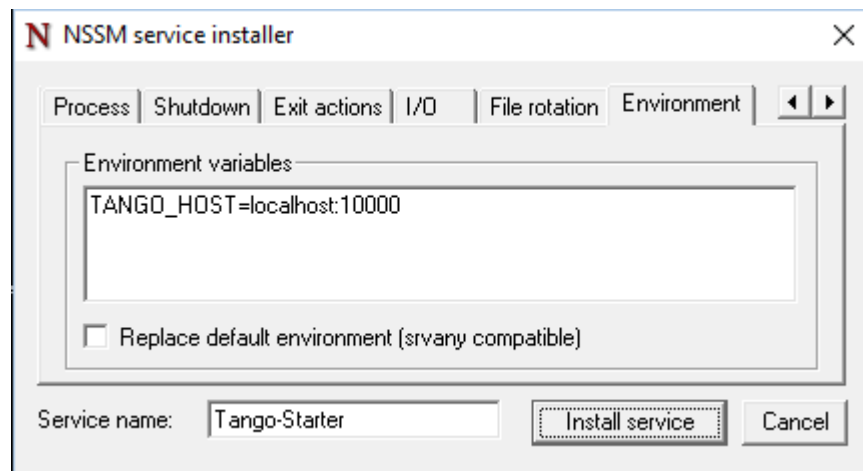 N NSSM service installer
Process Shutdown Exit actions I/O File rotation Environment
Environment variables
TANGO_HOST=localhost:10000
Replace default environment (srvany compatible)
Service name: Tango-Starter Install service Cancel